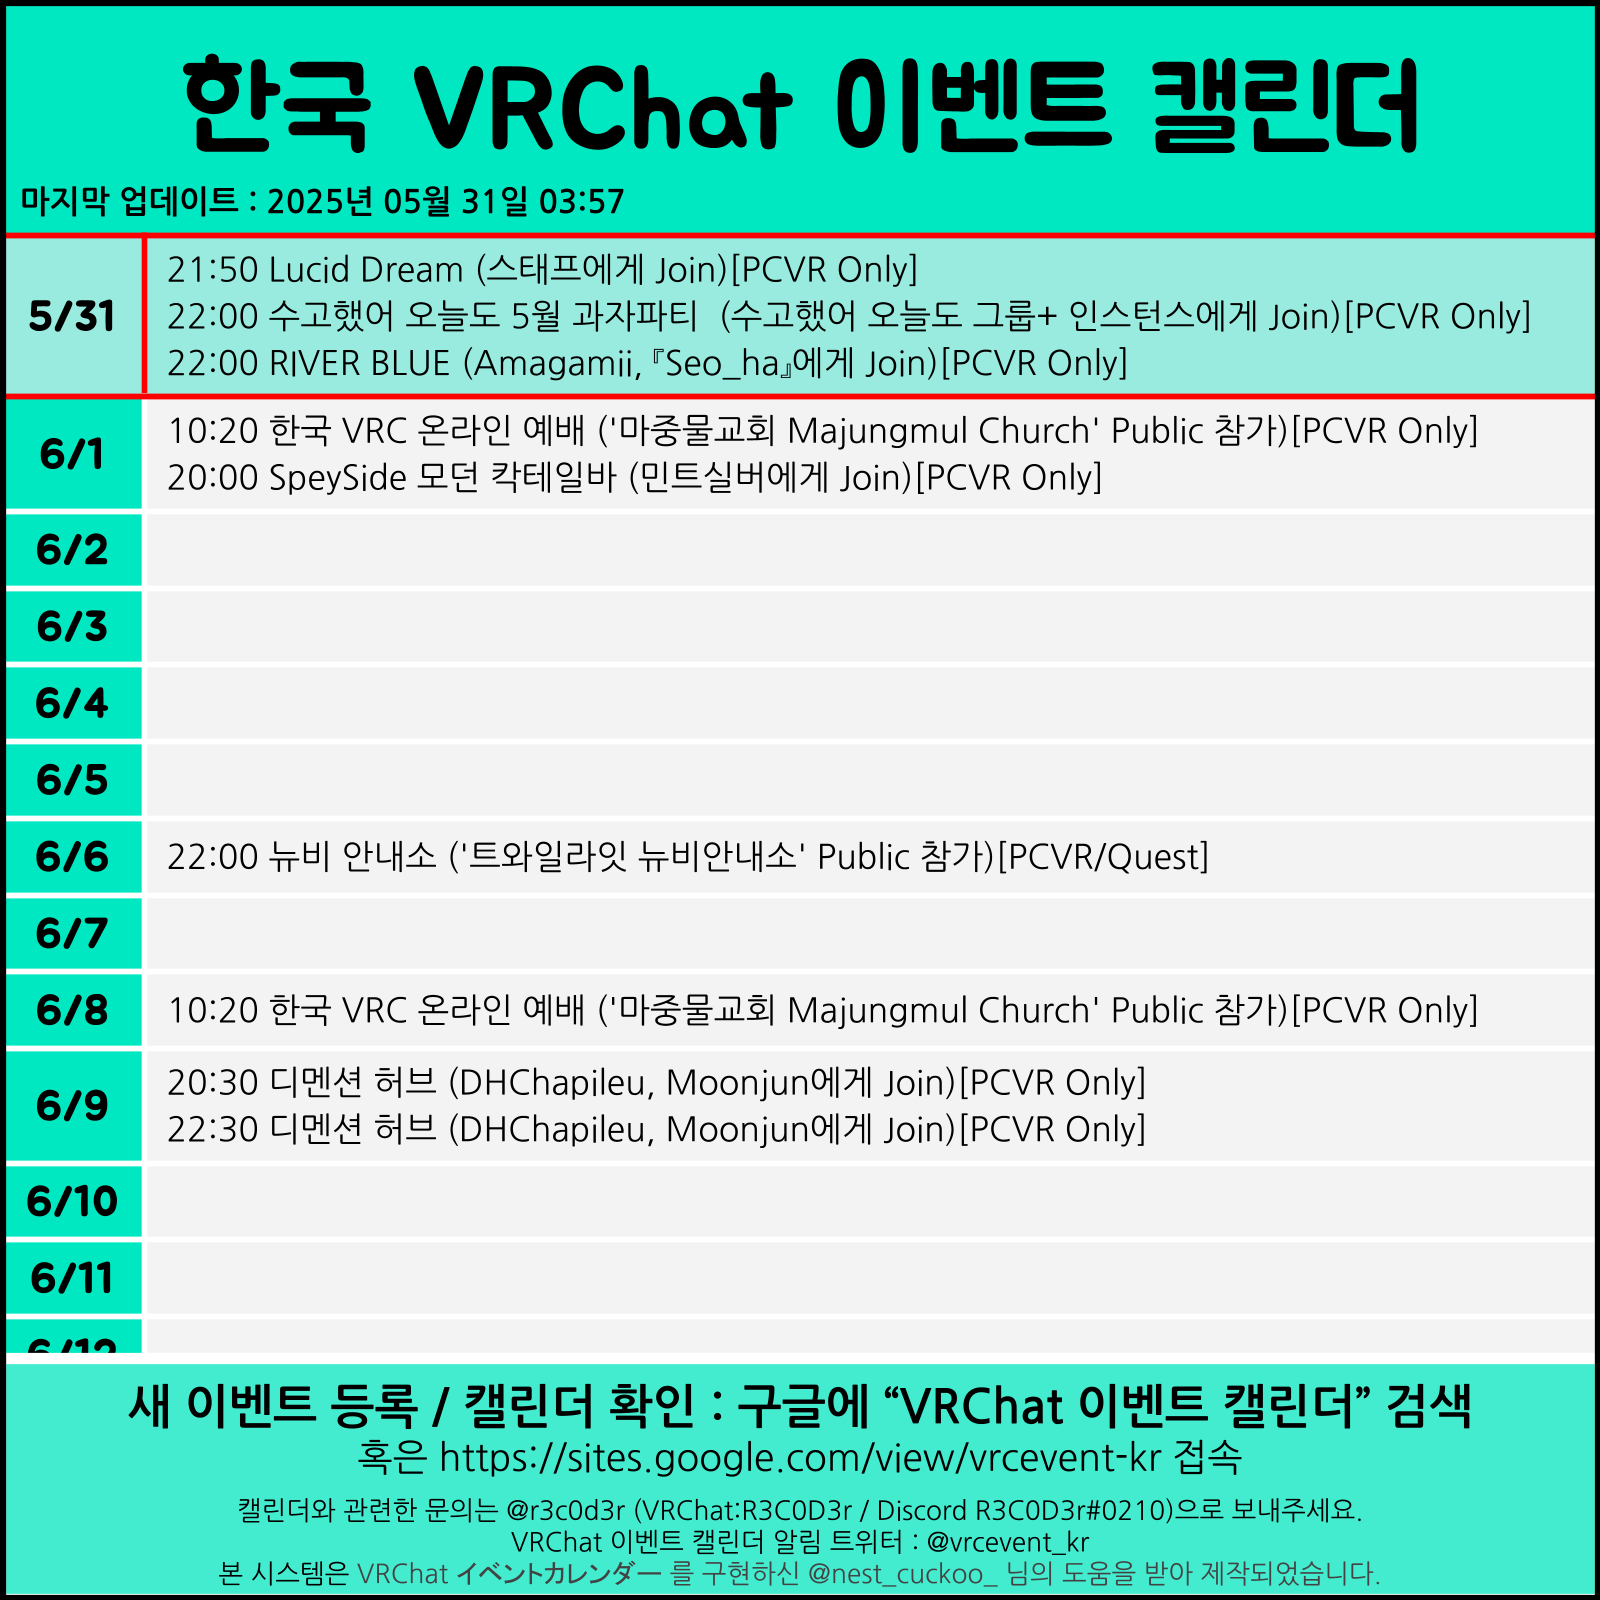 한국 VRChat 이벤트 캘린더
마지막 업데이트 : 2025년 05월 31일 03:57
5/31
21:50 Lucid Dream (스태프에게 Join)[PCVR Only]
22:00 수고했어 오늘도 5월 과자파티  (수고했어 오늘도 그룹+ 인스턴스에게 Join)[PCVR Only]
22:00 RIVER BLUE (Amagamii, 『Seo_ha』에게 Join)[PCVR Only]
6/1
10:20 한국 VRC 온라인 예배 ('마중물교회 Majungmul Church' Public 참가)[PCVR Only]
20:00 SpeySide 모던 칵테일바 (민트실버에게 Join)[PCVR Only]
6/2
6/3
6/4
6/5
6/6
22:00 뉴비 안내소 ('트와일라잇 뉴비안내소' Public 참가)[PCVR/Quest]
6/7
6/8
10:20 한국 VRC 온라인 예배 ('마중물교회 Majungmul Church' Public 참가)[PCVR Only]
6/9
20:30 디멘션 허브 (DHChapileu, Moonjun에게 Join)[PCVR Only]
22:30 디멘션 허브 (DHChapileu, Moonjun에게 Join)[PCVR Only]
6/10
6/11
6/12
새 이벤트 등록 / 캘린더 확인 : 구글에 “VRChat 이벤트 캘린더” 검색
혹은 https://sites.google.com/view/vrcevent-kr 접속
캘린더와 관련한 문의는 @r3c0d3r (VRChat:R3C0D3r / Discord R3C0D3r#0210)으로 보내주세요.
VRChat 이벤트 캘린더 알림 트위터 : @vrcevent_kr
본 시스템은 VRChat イベントカレンダー 를 구현하신 @nest_cuckoo_ 님의 도움을 받아 제작되었습니다.